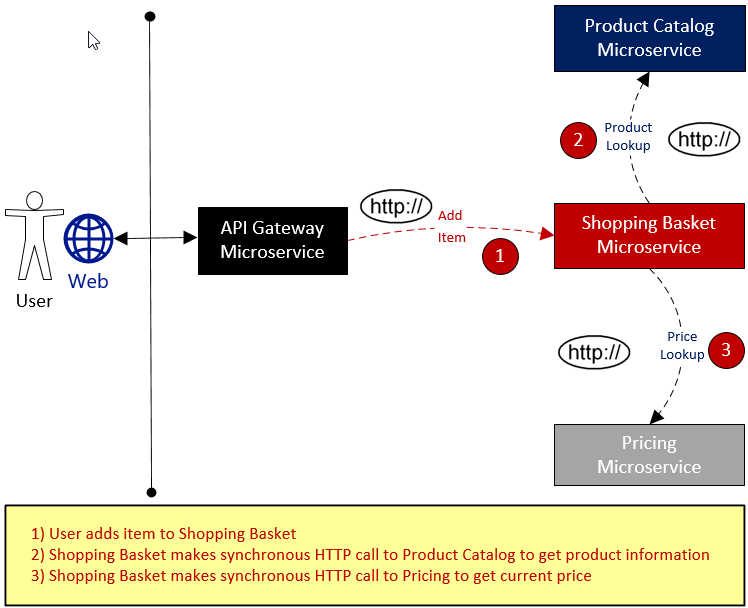 Product Catalog
Microservice
2
Product
Lookup
http://
http://
Add
Item
1
API Gateway
Microservice
Shopping Basket
Microservice
Web
User
http://
Price
Lookup
3
Pricing
Microservice
1) User adds item to Shopping Basket
2) Shopping Basket makes synchronous HTTP call to Product Catalog to get product information
3) Shopping Basket makes synchronous HTTP call to Pricing to get current price